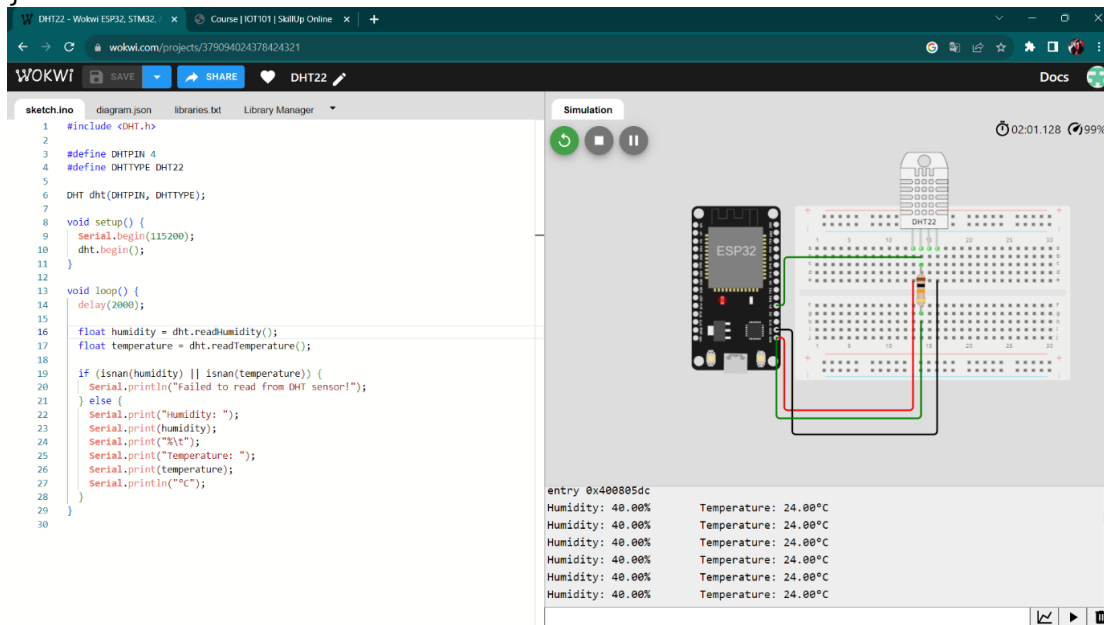 DHT22 - Wokwi ESP32, STM32, /
Course | IOT101 | SkillUp Online
wokwi.com/projects/379094024378424321
WOKWi SAVE SHARE DHT22 Docs
sketch.ino diagram.json libraries.txt Library Manager
1 #include <DHT.h>
2
3 #define DHTPIN 4
4 #define DHTTYPE DHT22
5
6 DHT dht(DHTPIN, DHTTYPE);
7
8 void setup() {
9 Serial.begin(115200);
10 dht.begin();
11 }
12
13 void loop() {
14 delay(2000);
15
16 float humidity = dht.readHumidity();
17 float temperature = dht.readTemperature();
18
19 if (isnan(humidity) || isnan(temperature)) {
20 Serial.println("Failed to read from DHT sensor!");
21 } else {
22 Serial.print("Humidity: ");
23 Serial.print(humidity);
24 Serial.print("%\t");
25 Serial.print("Temperature: ");
26 Serial.print(temperature);
27 Serial.println("°C");
28 }
29 }
30
Simulation
02:01.128 99%
DHT22
ESP32
entry 0x400805dc
Humidity: 40.00% Temperature: 24.00°C
Humidity: 40.00% Temperature: 24.00°C
Humidity: 40.00% Temperature: 24.00°C
Humidity: 40.00% Temperature: 24.00°C
Humidity: 40.00% Temperature: 24.00°C
Humidity: 40.00% Temperature: 24.00°C